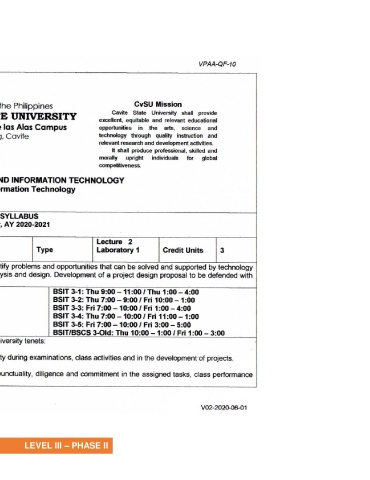 VPAA-QF-10
the Philippines
E UNIVERSITY
e las Alas Campus
g, Cavite
CvSU Mission
Cavite State University shall provide
excellent, equitable and relevant educational
opportunities in the arts, science and
technology through quality instruction and
relevant research and development activities.
It shall produce professional, skilled and
morally upright individuals for global
competitiveness.
ND INFORMATION TECHNOLOGY
rmation Technology
SYLLABUS
, AY 2020-2021
Type
Lecture 2
Laboratory 1
Credit Units
3
tify problems and opportunities that can be solved and supported by technology
ysis and design. Development of a project design proposal to be defended with
BSIT 3-1: Thu 9:00 – 11:00 / Thu 1:00 - 4:00
BSIT 3-2: Thu 7:00 – 9:00 / Fri 10:00 – 1:00
BSIT 3-3: Fri 7:00 – 10:00 / Fri 1:00 – 4:00
BSIT 3-4: Thu 7:00 – 10:00 / Fri 11:00 – 1:00
BSIT 3-5: Fri 7:00 – 10:00 / Fri 3:00 – 5:00
BSIT/BSCS 3-Old: Thu 10:00 – 1:00 / Fri 1:00 – 3:00
iversity tenets:
ty during examinations, class activities and in the development of projects.
punctuality, diligence and commitment in the assigned tasks, class performance
V02-2020-06-01
LEVEL III – PHASE II